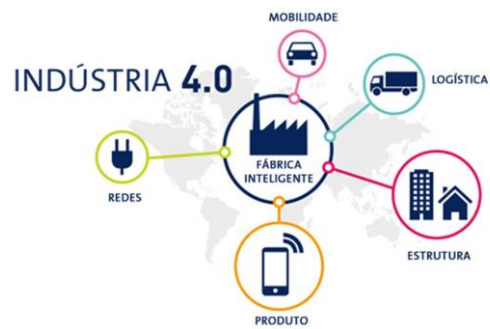 MOBILIDADE
INDÚSTRIA 4.0
LOGÍSTICA
FÁBRICA
INTELIGENTE
REDES
ESTRUTURA
PRODUTO